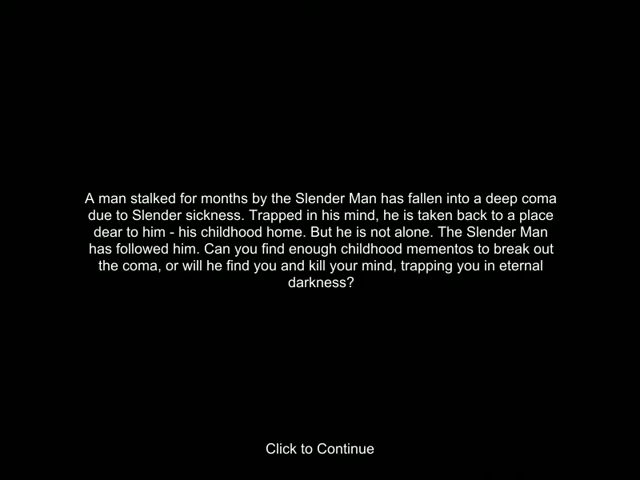 A man stalked for months by the Slender Man has fallen into a deep coma
due to Slender sickness. Trapped in his mind, he is taken back to a place
dear to him - his childhood home. But he is not alone. The Slender Man
has followed him. Can you find enough childhood mementos to break out
the coma, or will he find you and kill your mind, trapping you in eternal
darkness?
Click to Continue